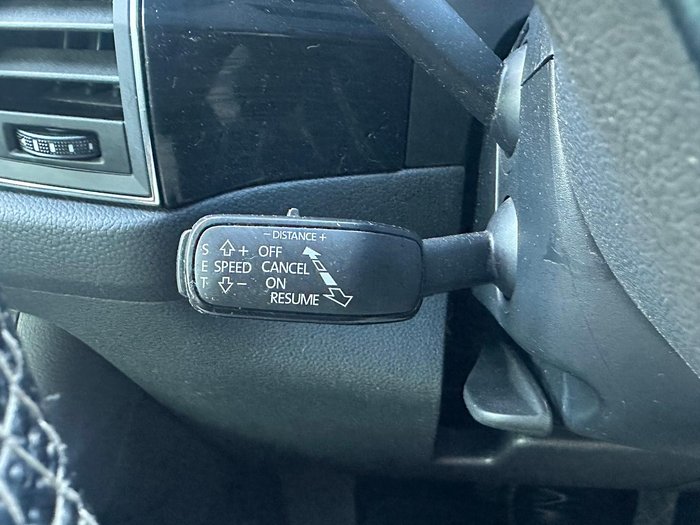 - DISTANCE +
S + OFF
E SPEED CANCEL
T - ON
RESUME